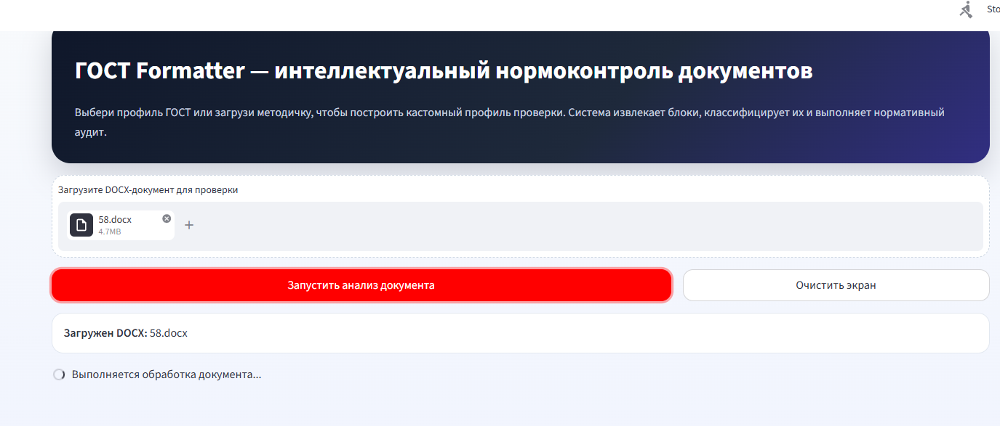 Sto
ГОСТ Formatter — интеллектуальный нормоконтроль документов
Выбери профиль ГОСТ или загрузи методичку, чтобы построить кастомный профиль проверки. Система извлекает блоки, классифицирует их и выполняет нормативный
аудит.
Загрузите DOCX-документ для проверки
58.docx
4.7MB
Запустить анализ документа
Очистить экран
Загружен DOCX: 58.docx
Выполняется обработка документа...